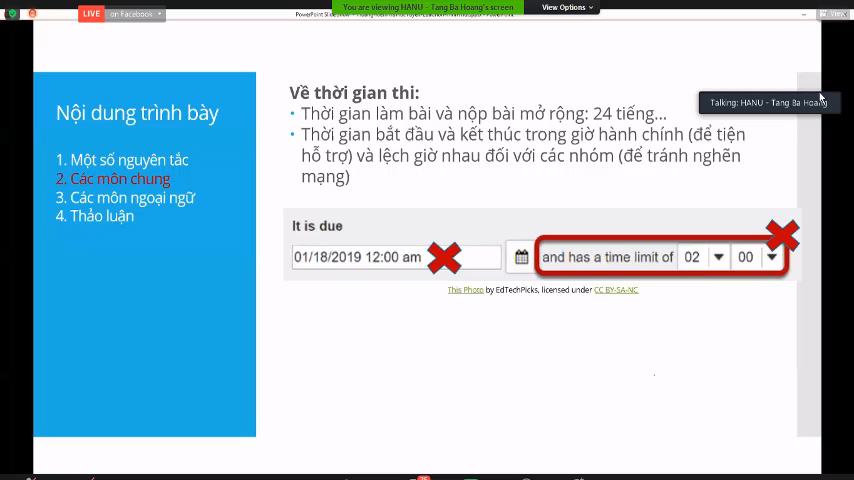 You are viewing HANU - Tang Ba Hoang's screen
View Options
LIVE on Facebook
View
Talking: HANU - Tang Ba Hoang
Nội dung trình bày
1. Một số nguyên tắc
2. Các môn chung
3. Các môn ngoại ngữ
4. Thảo luận
Về thời gian thi:
• Thời gian làm bài và nộp bài mở rộng: 24 tiếng...
• Thời gian bắt đầu và kết thúc trong giờ hành chính (để tiện
hỗ trợ) và lệch giờ nhau đối với các nhóm (để tránh nghẽn
mạng)
It is due
01/18/2019 12:00 am
and has a time limit of 02 00
This Photo by EdTechPicks, licensed under CC BY-SA-NC